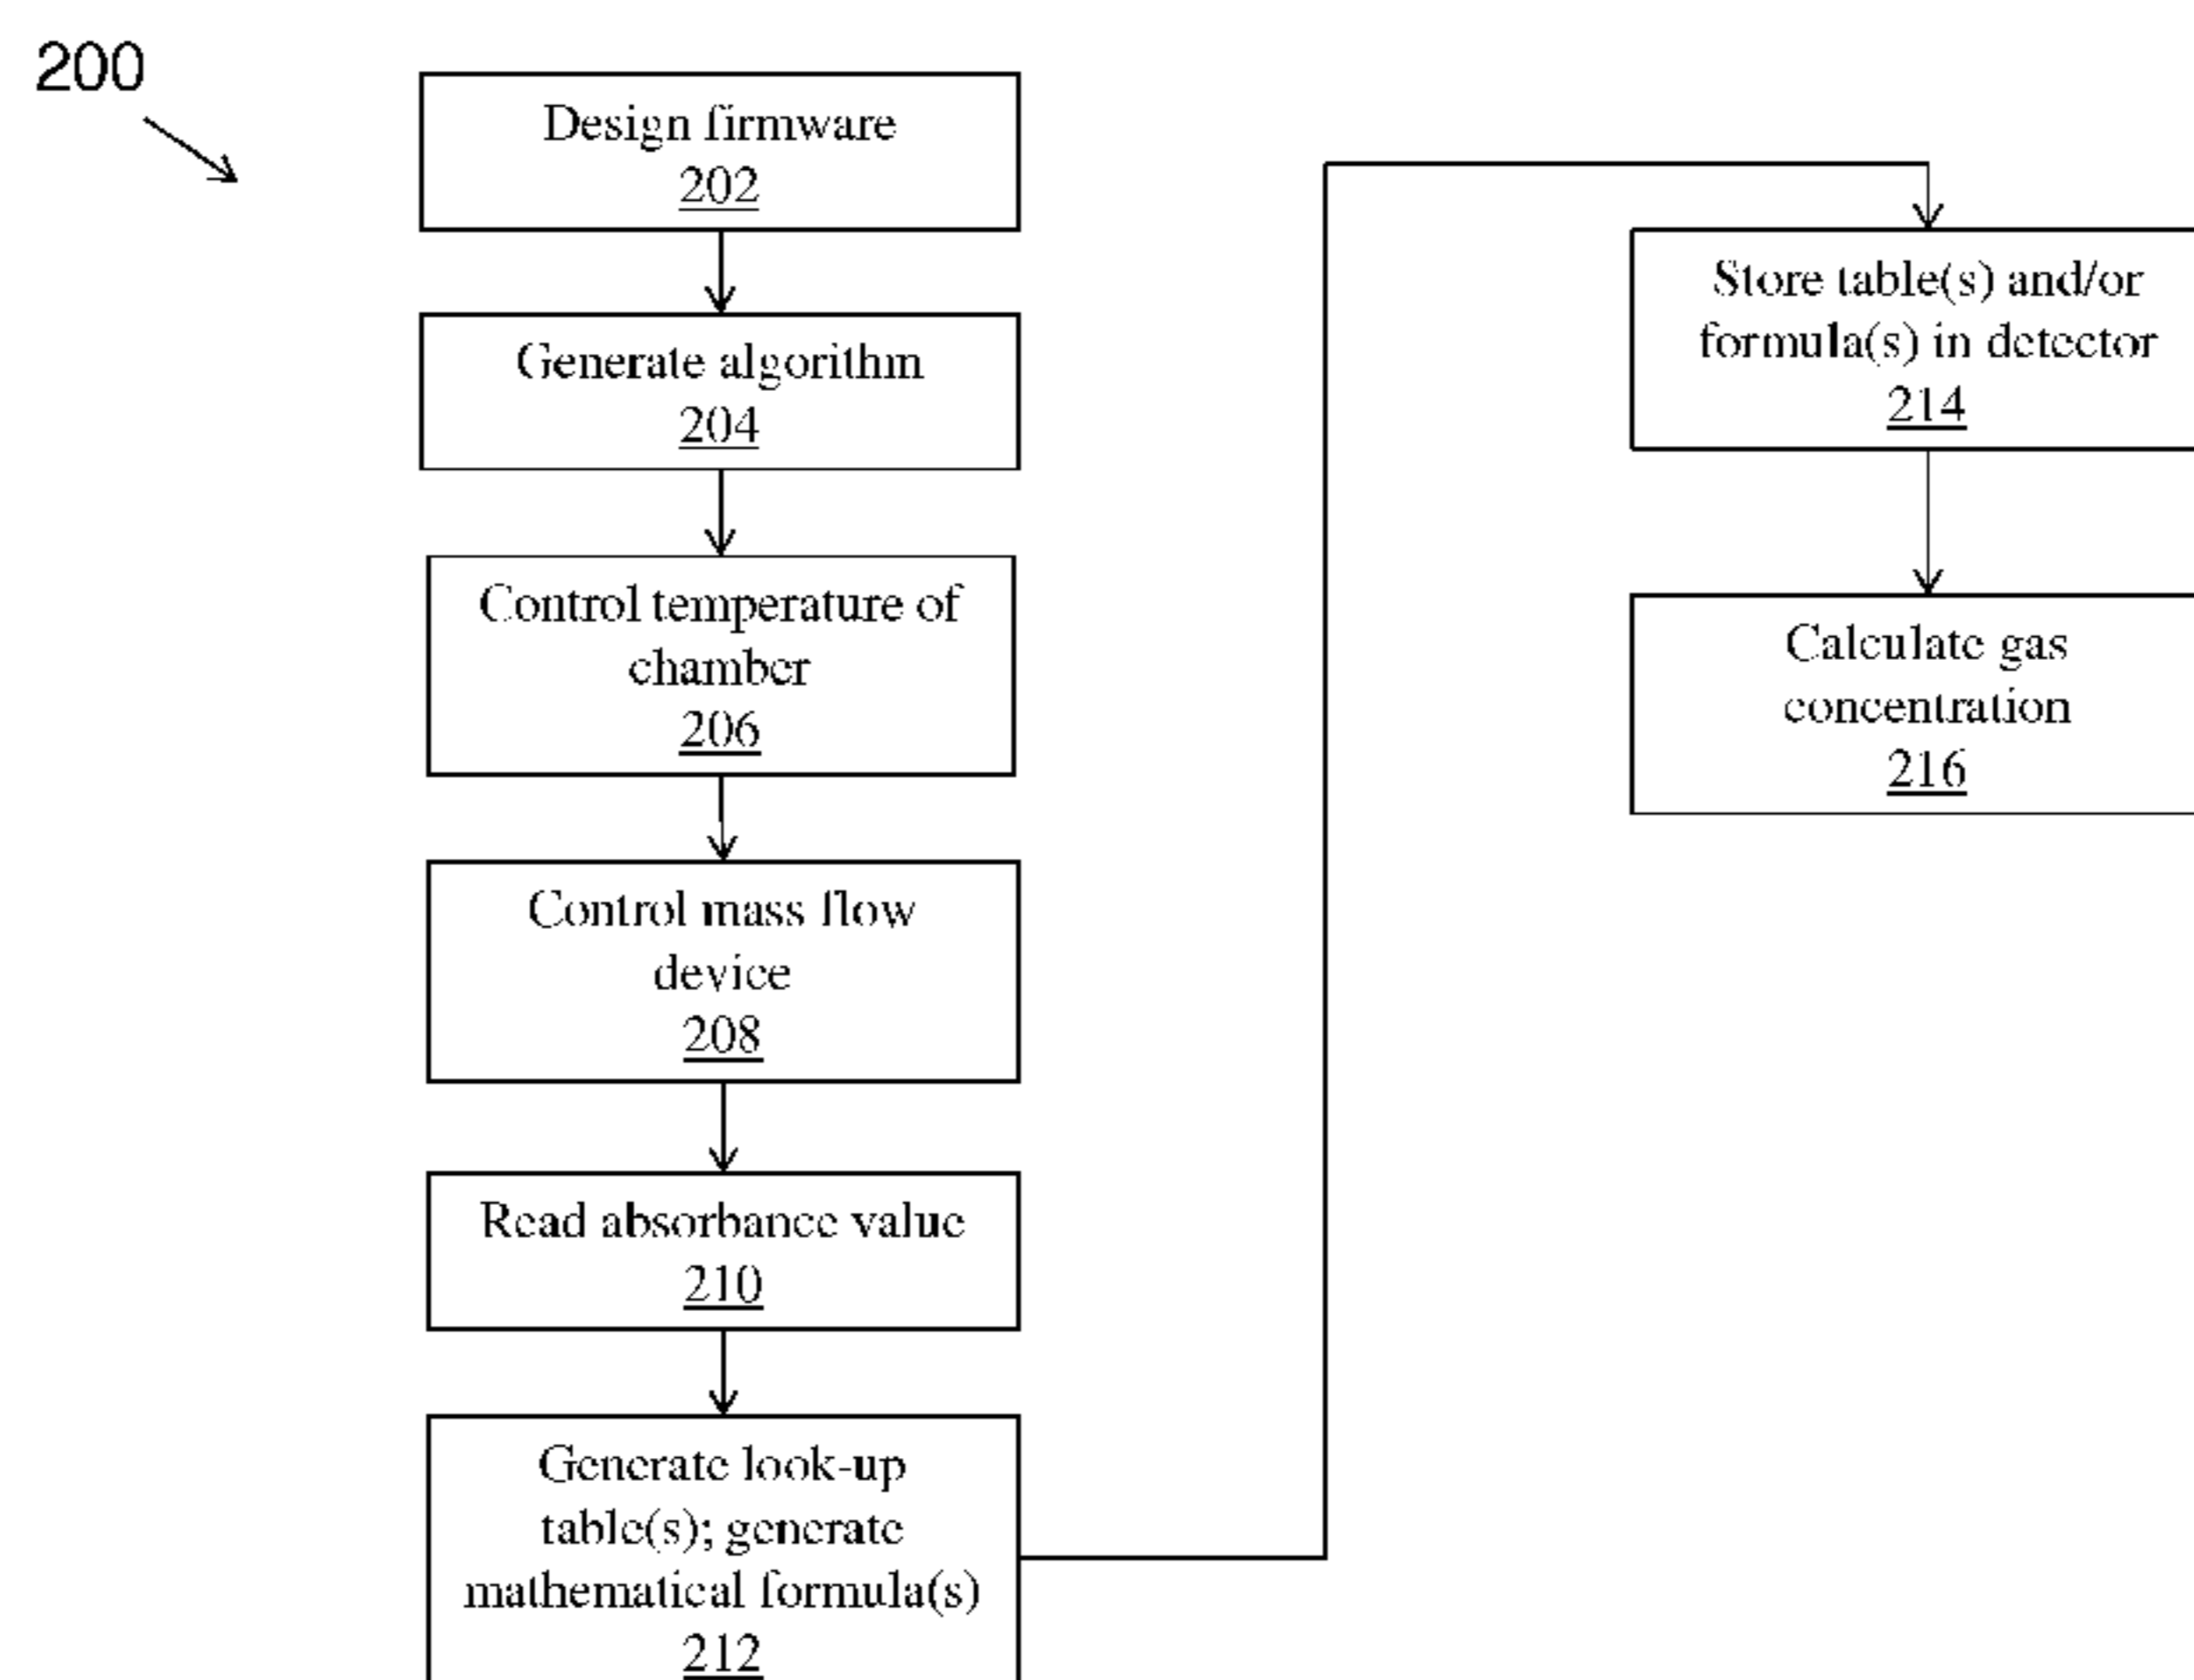 200
Design firmware
202
Generate algorithm
204
Control temperature of
chamber
206
Control mass flow
device
208
Read absorbance value
210
Generate look-up
table(s); generate
mathematical formula(s)
212
Store table(s) and/or
formula(s) in detector
214
Calculate gas
concentration
216